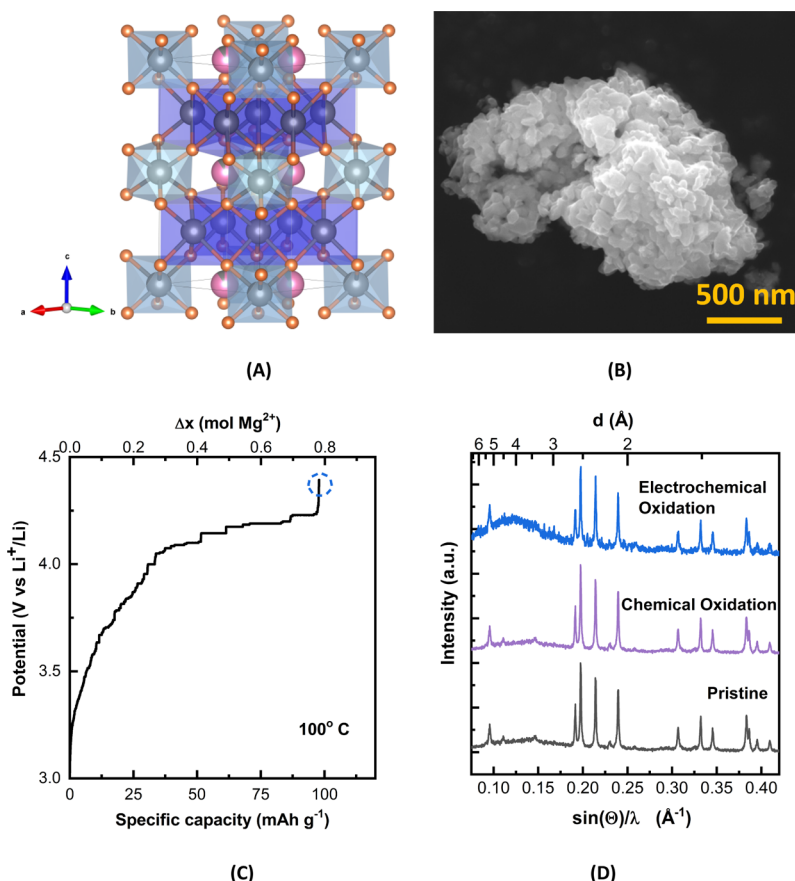 c
a
b
500 nm
(A)
(B)
Δx (mol Mg²⁺)
0.0 0.2 0.4 0.6 0.8
4.5
4.0
3.5
3.0
Potential (V vs Li⁺/Li)
100° C
0 25 50 75 100
Specific capacity (mAh g⁻¹)
(C)
d (Å)
6 5 4 3 2
Electrochemical
Oxidation
Chemical Oxidation
Pristine
Intensity (a.u.)
0.10 0.15 0.20 0.25 0.30 0.35 0.40
sin(Θ)/λ (Å⁻¹)
(D)